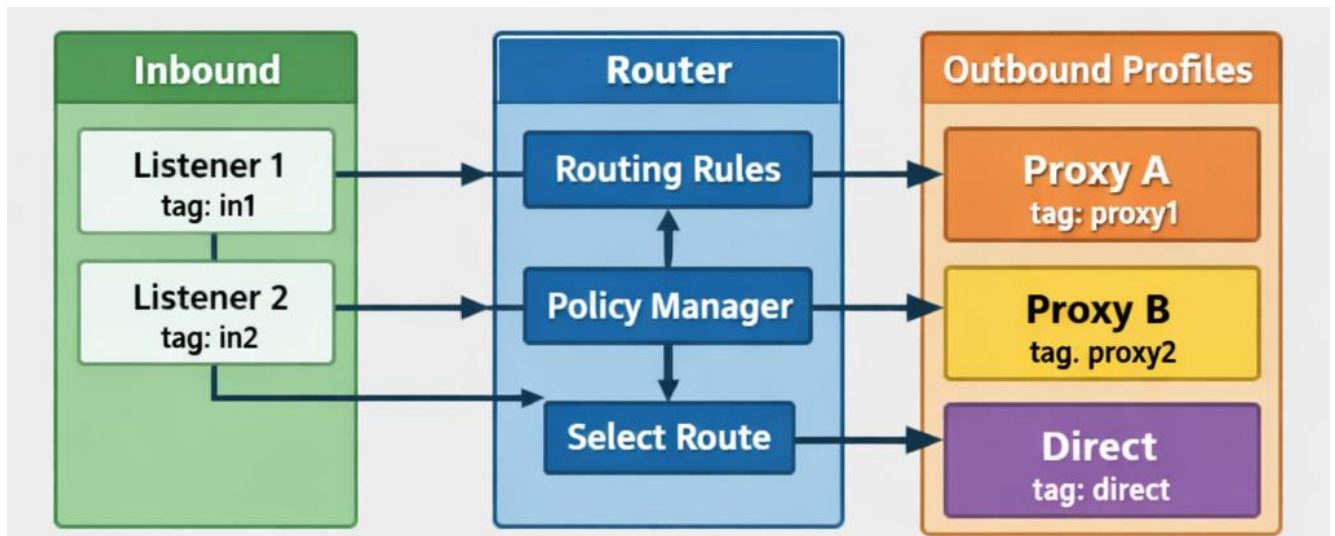 Inbound
Listener 1
tag: in1
Listener 2
tag: in2
Router
Routing Rules
Policy Manager
Select Route
Outbound Profiles
Proxy A
tag: proxy1
Proxy B
tag. proxy2
Direct
tag: direct